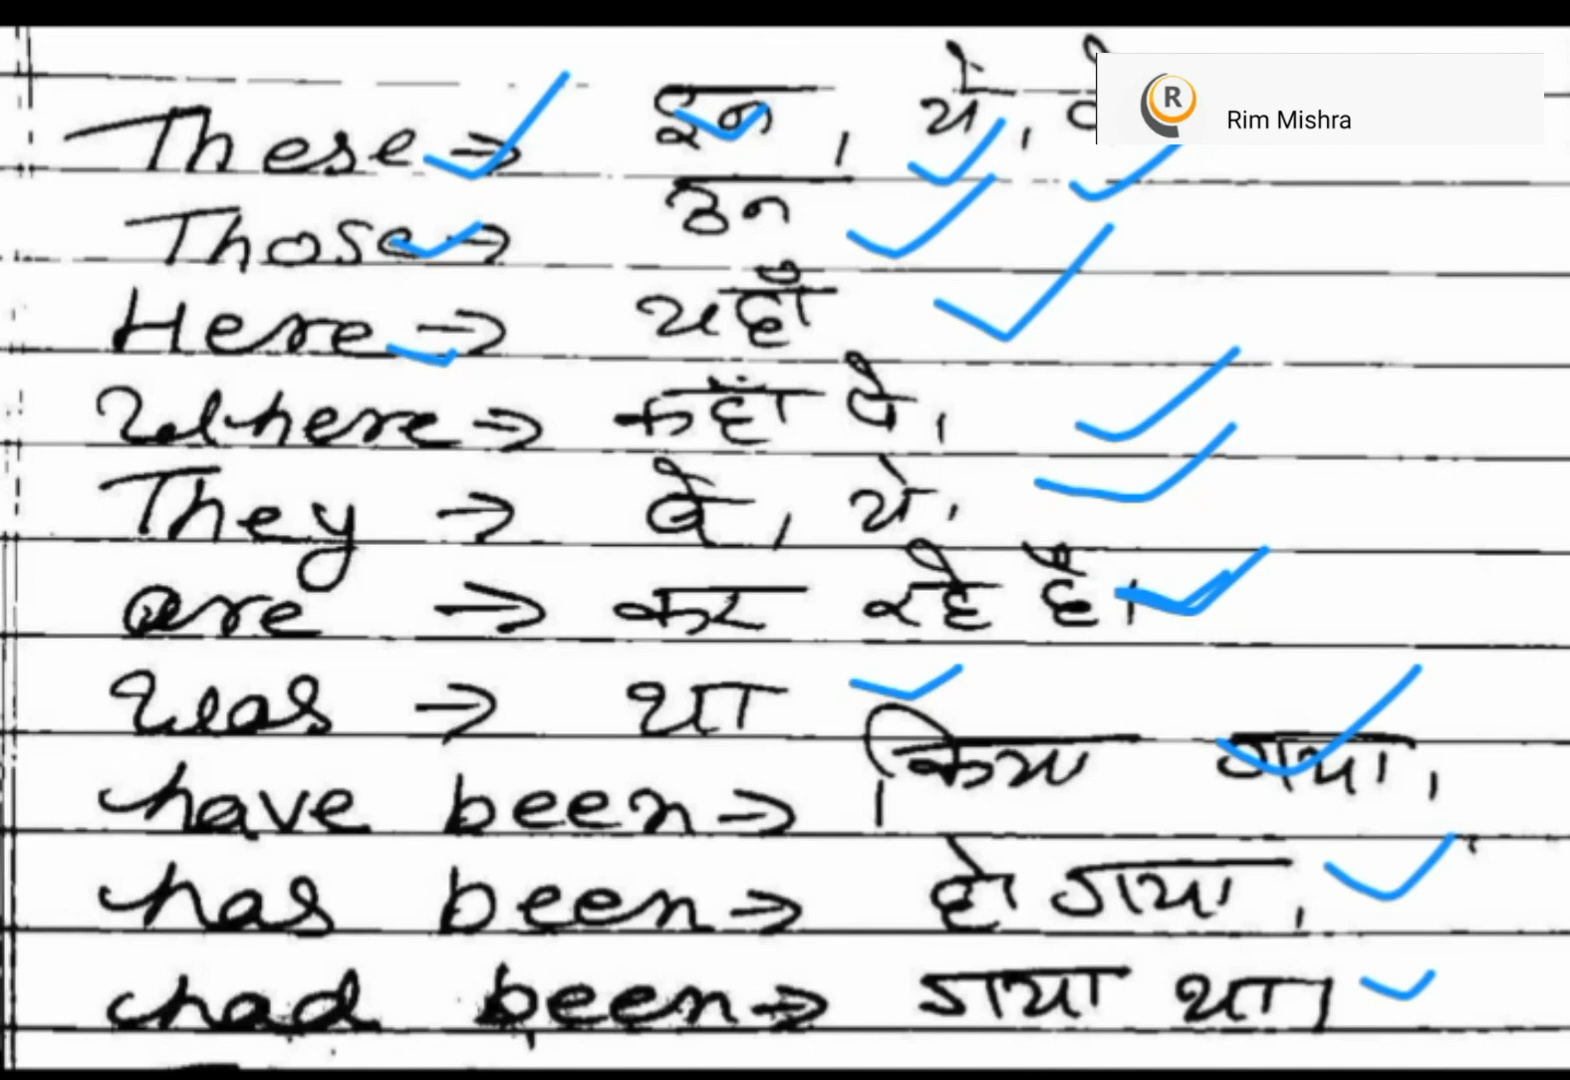 These ⇒ इन, ये,
Rim Mishra
Those → उन
Here → यहाँ
Where ⇒ कहाँ पे,
They → वे, ये,
are → कर रहे है।
Was → था
have been ⇒ किया गया,
has been ⇒ हो गया,
had been ⇒ गया था।